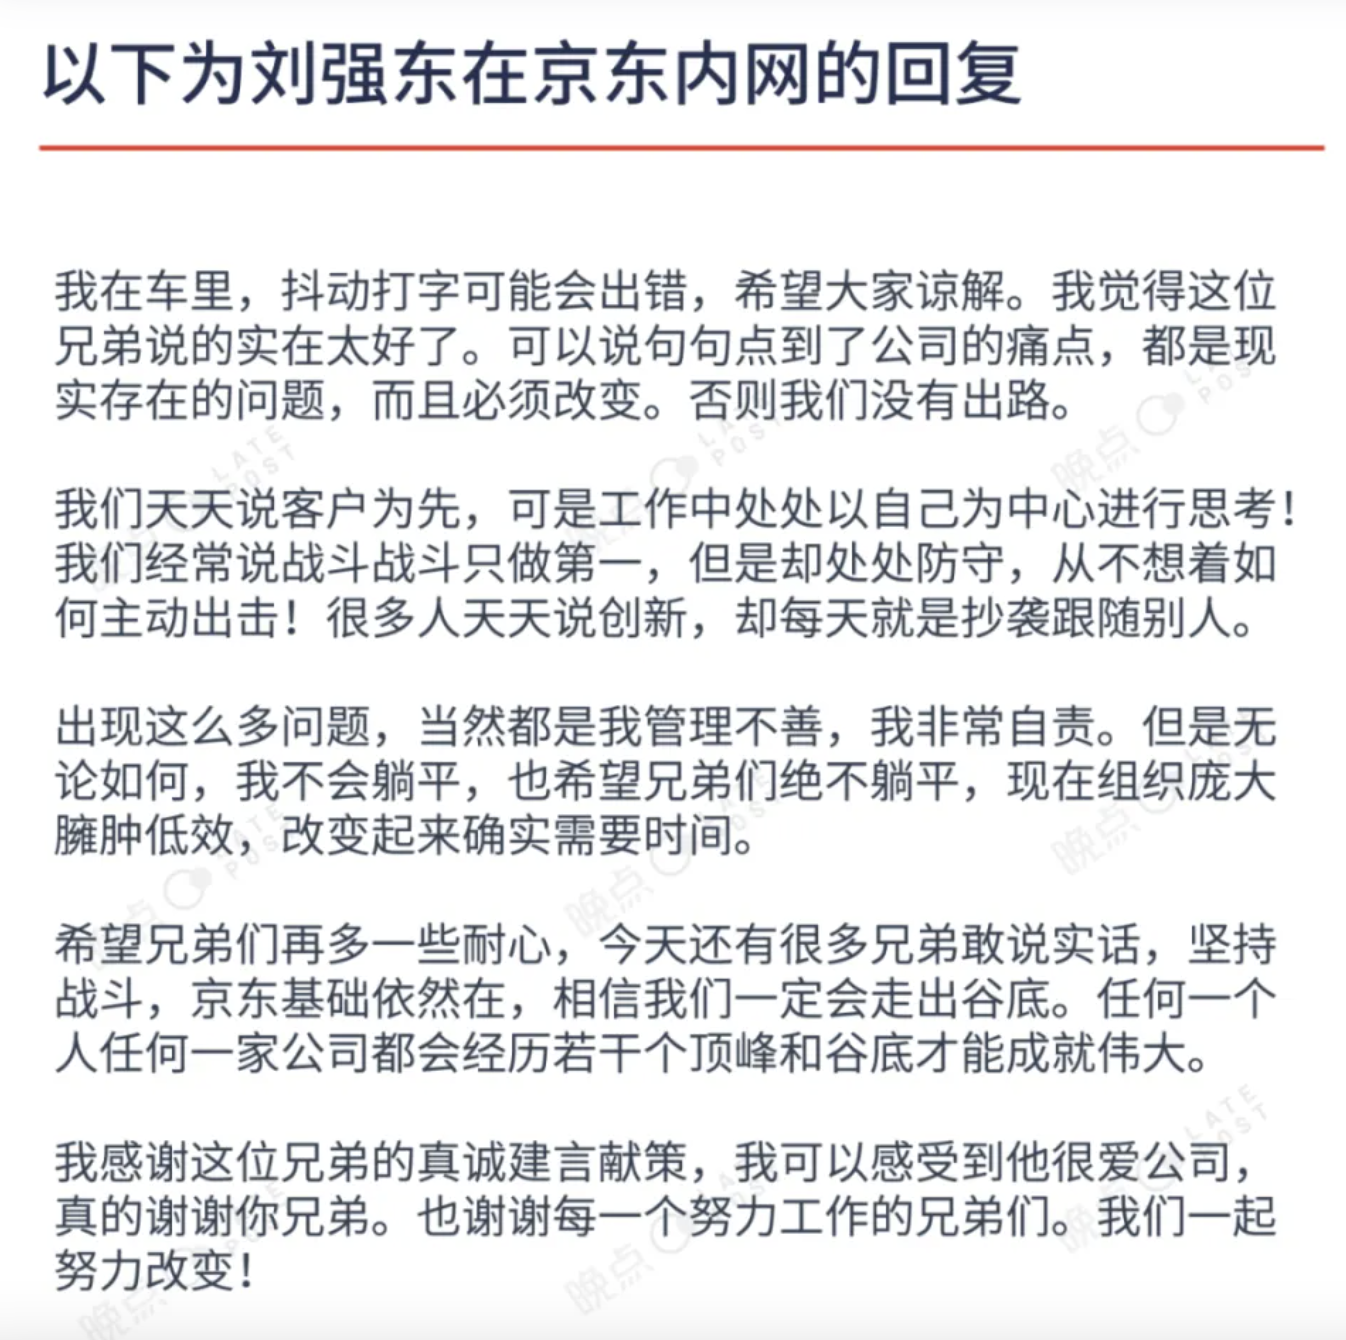 以下为刘强东在京东内网的回复
我在车里，抖动打字可能会出错，希望大家谅解。我觉得这位
兄弟说的实在太好了。可以说句句点到了公司的痛点，都是现
实存在的问题，而且必须改变。否则我们没有出路。
我们天天说客户为先，可是工作中处处以自己为中心进行思考！
我们经常说战斗战斗只做第一，但是却处处防守，从不想着如
何主动出击！很多人天天说创新，却每天就是抄袭跟随别人。
出现这么多问题，当然都是我管理不善，我非常自责。但是无
论如何，我不会躺平，也希望兄弟们绝不躺平，现在组织庞大
臃肿低效，改变起来确实需要时间。
希望兄弟们再多一些耐心，今天还有很多兄弟敢说实话，坚持
战斗，京东基础依然在，相信我们一定会走出谷底。任何一个
人任何一家公司都会经历若干个顶峰和谷底才能成就伟大。
我感谢这位兄弟的真诚建言献策，我可以感受到他很爱公司，
真的谢谢你兄弟。也谢谢每一个努力工作的兄弟们。我们一起
努力改变！
晚点 LATE POST